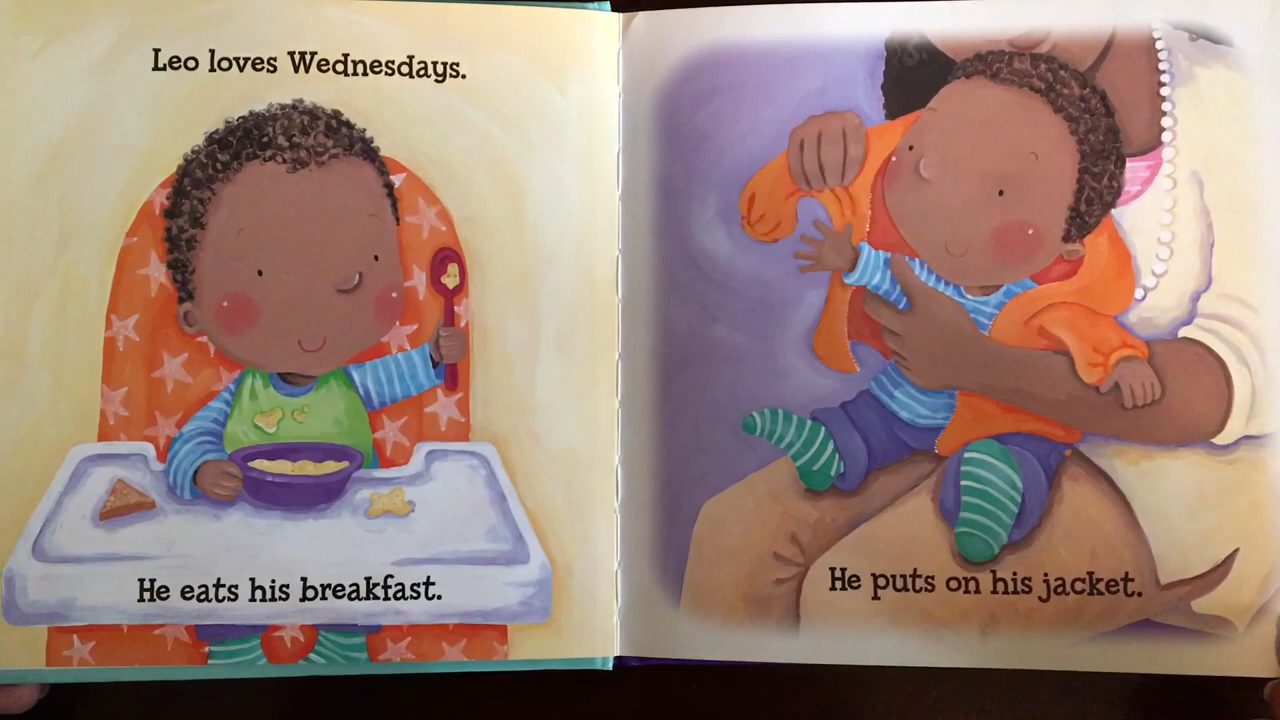 Leo loves Wednesdays.
He eats his breakfast.
He puts on his jacket.